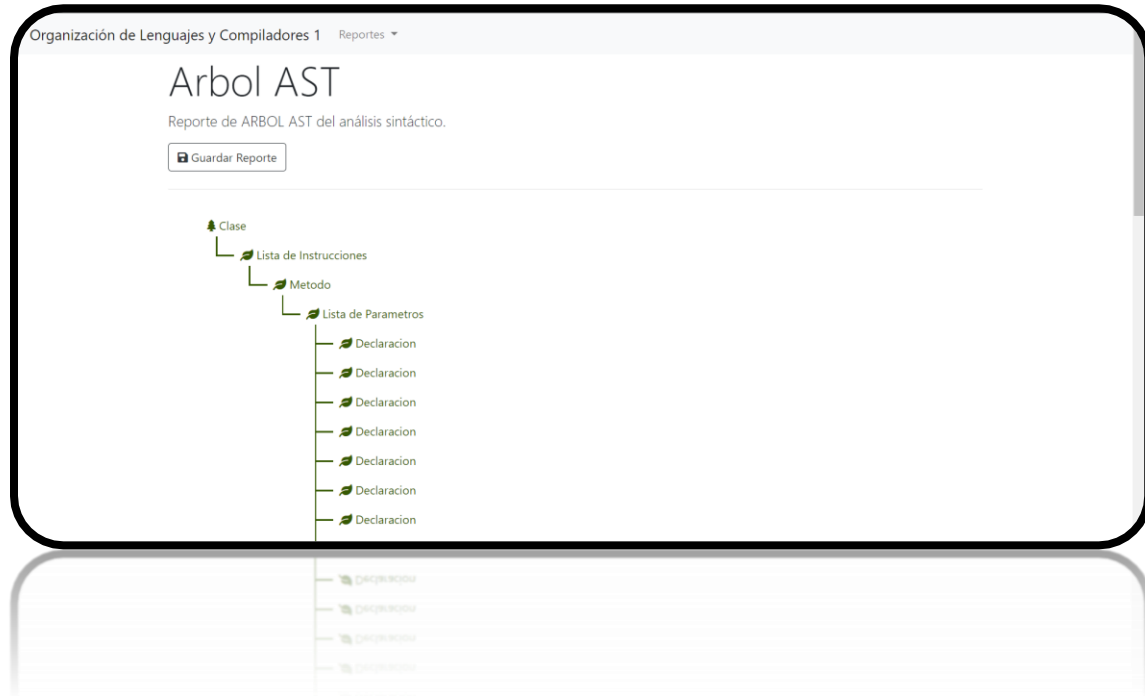 Organización de Lenguajes y Compiladores 1 Reportes
Arbol AST
Reporte de ARBOL AST del análisis sintáctico.
Guardar Reporte
Clase
Lista de Instrucciones
Metodo
Lista de Parametros
Declaracion
Declaracion
Declaracion
Declaracion
Declaracion
Declaracion
Declaracion